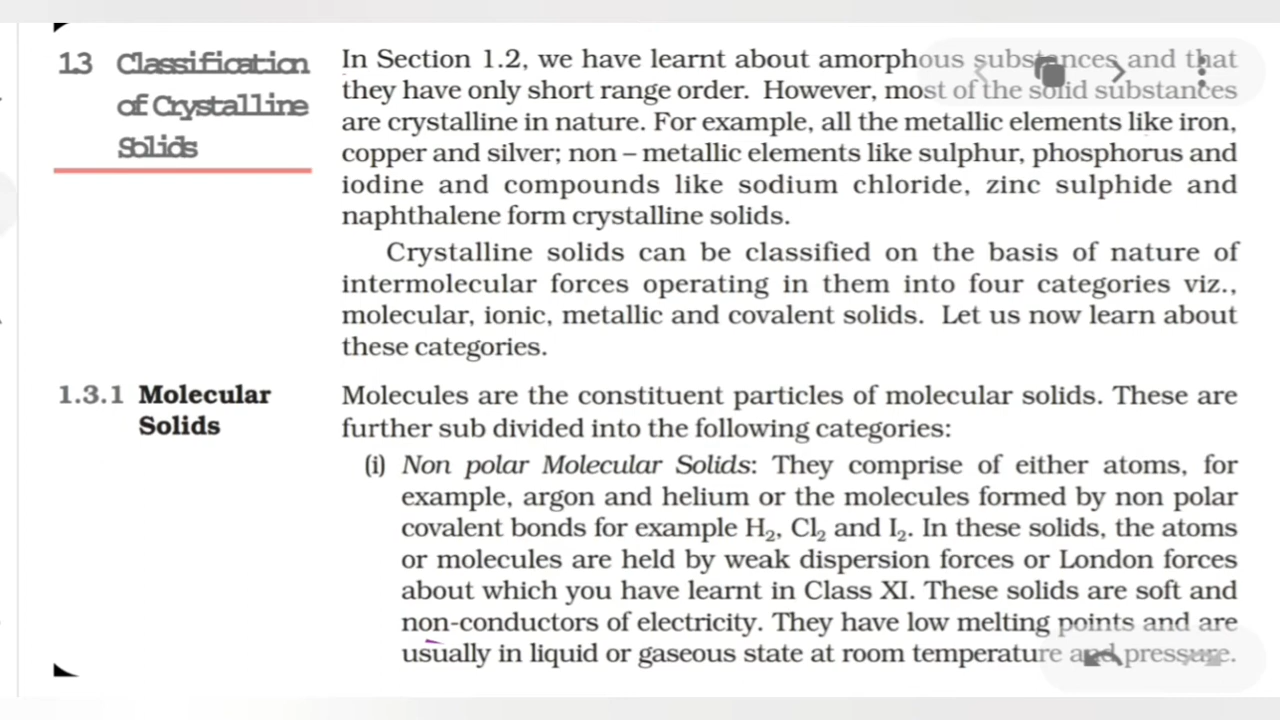 1.3 Classification
of Crystalline
Solids
In Section 1.2, we have learnt about amorphous substances and that
they have only short range order. However, most of the solid substances
are crystalline in nature. For example, all the metallic elements like iron,
copper and silver; non – metallic elements like sulphur, phosphorus and
iodine and compounds like sodium chloride, zinc sulphide and
naphthalene form crystalline solids.
Crystalline solids can be classified on the basis of nature of
intermolecular forces operating in them into four categories viz.,
molecular, ionic, metallic and covalent solids. Let us now learn about
these categories.
1.3.1 Molecular
Solids
Molecules are the constituent particles of molecular solids. These are
further sub divided into the following categories:
(i) Non polar Molecular Solids: They comprise of either atoms, for
example, argon and helium or the molecules formed by non polar
covalent bonds for example H₂, Cl₂ and I₂. In these solids, the atoms
or molecules are held by weak dispersion forces or London forces
about which you have learnt in Class XI. These solids are soft and
non-conductors of electricity. They have low melting points and are
usually in liquid or gaseous state at room temperature and pressure.